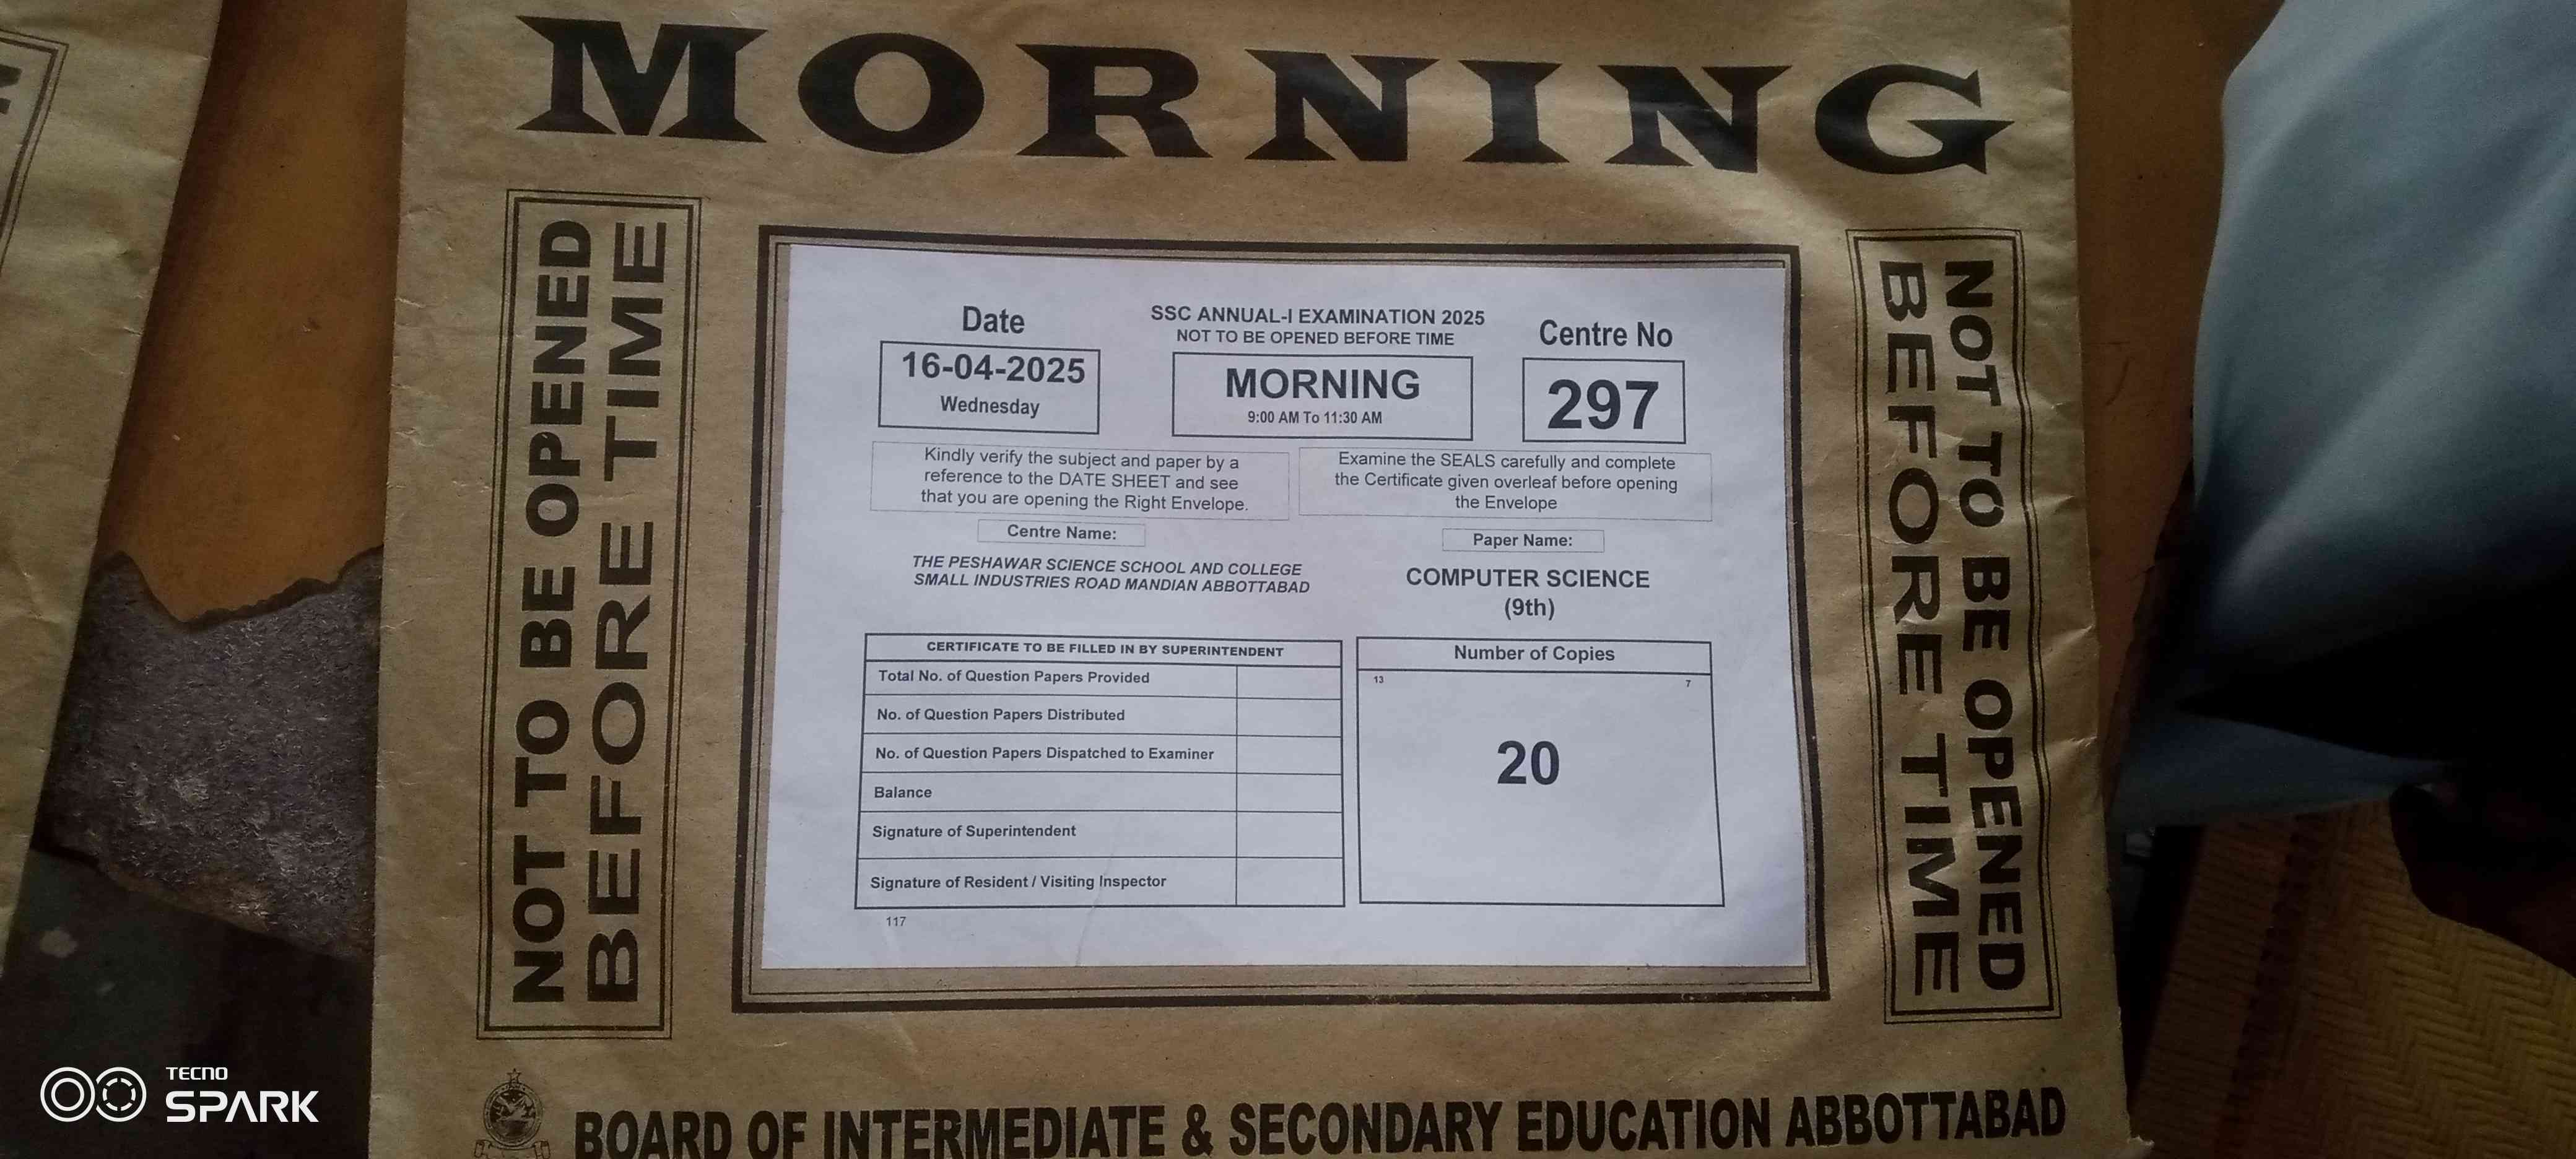 MORNING
NOT TO BE OPENED
BEFORE TIME
Date
16-04-2025
Wednesday
SSC ANNUAL-I EXAMINATION 2025
NOT TO BE OPENED BEFORE TIME
MORNING
9:00 AM To 11:30 AM
Centre No
297
Kindly verify the subject and paper by a
reference to the DATE SHEET and see
that you are opening the Right Envelope.
Examine the SEALS carefully and complete
the Certificate given overleaf before opening
the Envelope
Centre Name:
THE PESHAWAR SCIENCE SCHOOL AND COLLEGE
SMALL INDUSTRIES ROAD MANDIAN ABBOTTABAD
Paper Name:
COMPUTER SCIENCE
(9th)
CERTIFICATE TO BE FILLED IN BY SUPERINTENDENT
Total No. of Question Papers Provided
No. of Question Papers Distributed
No. of Question Papers Dispatched to Examiner
Balance
Signature of Superintendent
Signature of Resident / Visiting Inspector
117
Number of Copies
13 7
20
NOT TO BE OPENED
BEFORE TIME
BOARD OF INTERMEDIATE & SECONDARY EDUCATION ABBOTTABAD
TECNO
SPARK